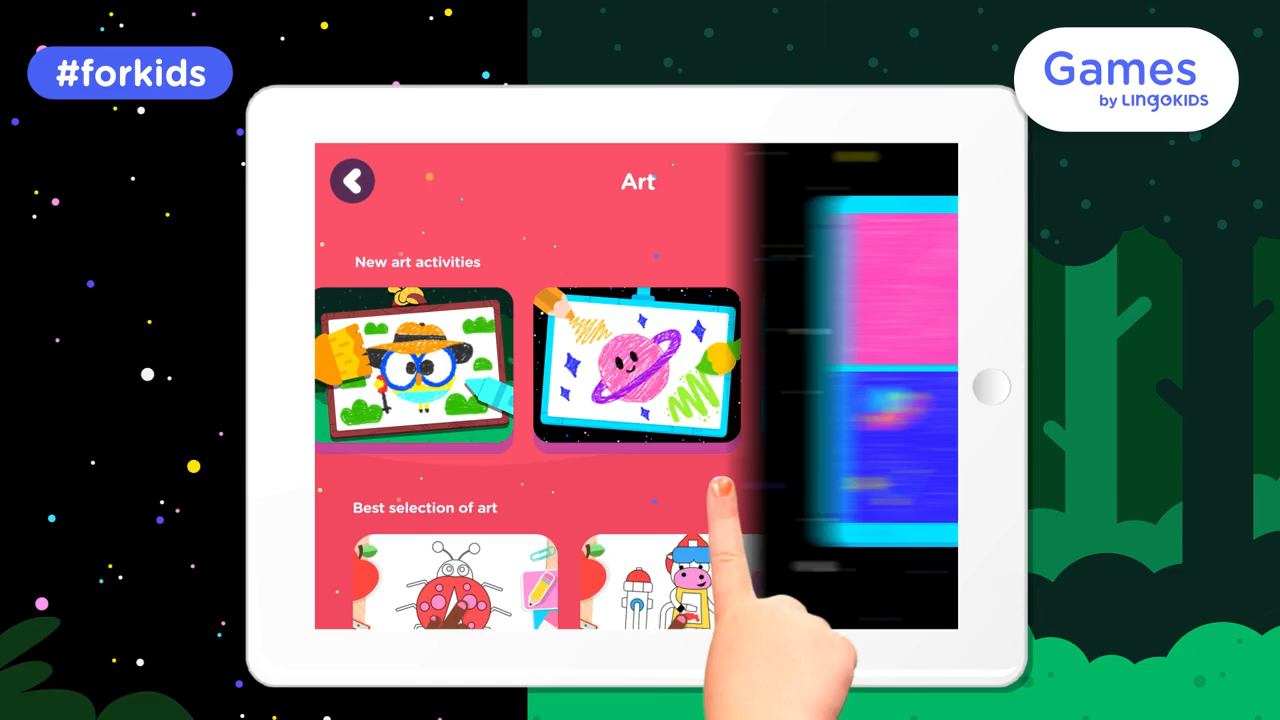 #forkids
Games
by LINGOKIDS
Art
New art activities
Best selection of art